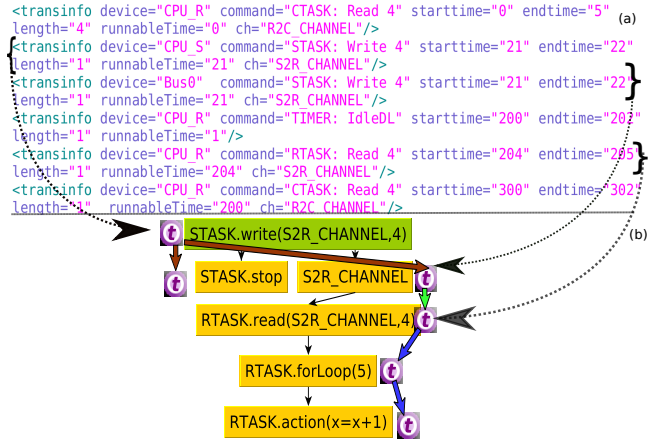 <transinfo device="CPU_R" command="CTASK: Read 4" starttime="0" endtime="5"
length="4" runnableTime="0" ch="R2C_CHANNEL"/>
(a)
<transinfo device="CPU_S" command="STASK: Write 4" starttime="21" endtime="22"
length="1" runnableTime="21" ch="S2R_CHANNEL"/>
<transinfo device="Bus0" command="STASK: Write 4" starttime="21" endtime="22"
length="1" runnableTime="21" ch="S2R_CHANNEL"/>
<transinfo device="CPU_R" command="TIMER: IdleDL" starttime="200" endtime="202"
length="1" runnableTime="1"/>
<transinfo device="CPU_R" command="RTASK: Read 4" starttime="204" endtime="205"
length="1" runnableTime="204" ch="S2R_CHANNEL"/>
<transinfo device="CPU_R" command="CTASK: Read 4" starttime="300" endtime="302"
length="1" runnableTime="200" ch="R2C_CHANNEL"/>
(b)
t STASK.write(S2R_CHANNEL,4)
t STASK.stop S2R_CHANNEL t
RTASK.read(S2R_CHANNEL,4) t
RTASK.forLoop(5) t
RTASK.action(x=x+1) t